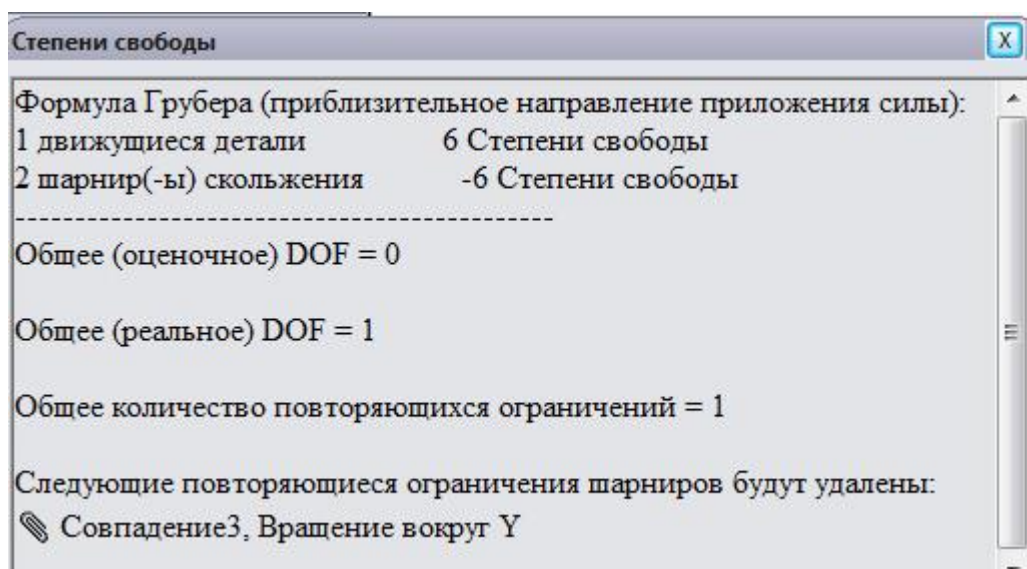 Степени свободы
X
Формула Грубера (приблизительное направление приложения силы):
1 движущиеся детали 6 Степени свободы
2 шарнир(-ы) скольжения -6 Степени свободы
--------------------------------------------
Общее (оценочное) DOF = 0
Общее (реальное) DOF = 1
Общее количество повторяющихся ограничений = 1
Следующие повторяющиеся ограничения шарниров будут удалены:
Совпадение3, Вращение вокруг Y